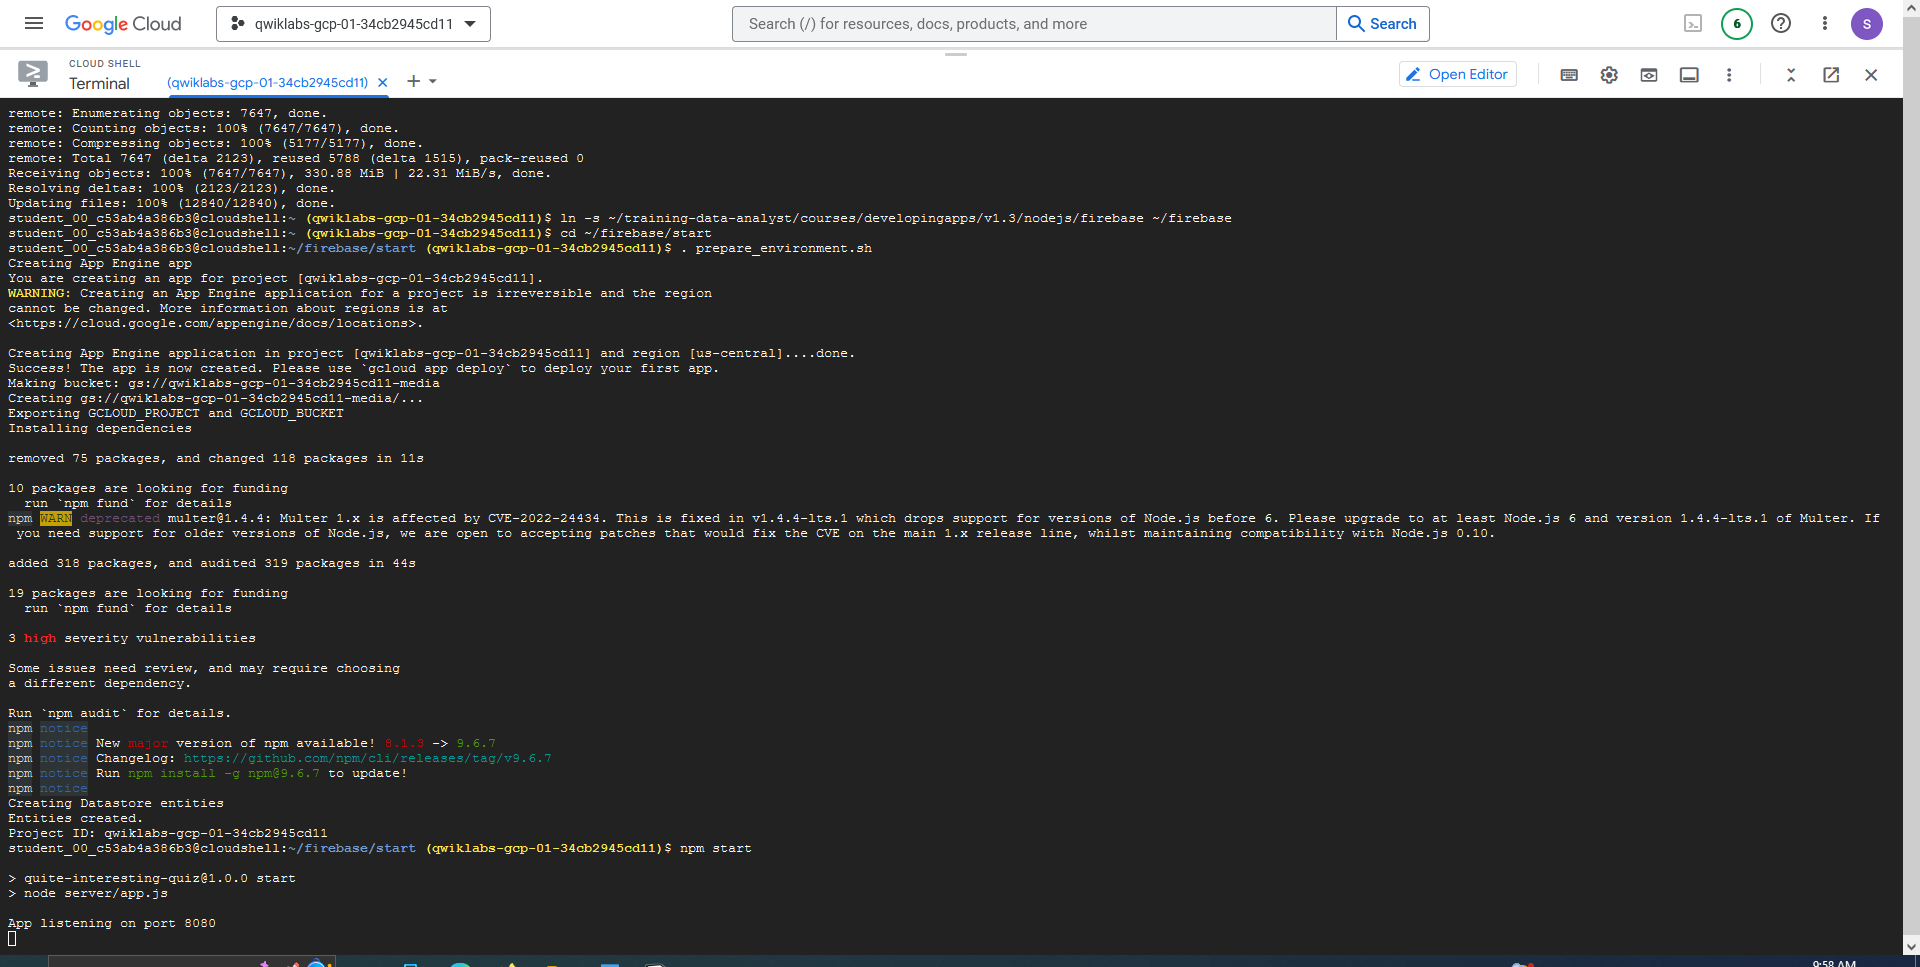 Google Cloud
qwiklabs-gcp-01-34cb2945cd11
Search (/) for resources, docs, products, and more
Search
6
S
CLOUD SHELL
Terminal
(qwiklabs-gcp-01-34cb2945cd11)
Open Editor
remote: Enumerating objects: 7647, done.
remote: Counting objects: 100% (7647/7647), done.
remote: Compressing objects: 100% (5177/5177), done.
remote: Total 7647 (delta 2123), reused 5788 (delta 1515), pack-reused 0
Receiving objects: 100% (7647/7647), 330.88 MiB | 22.31 MiB/s, done.
Resolving deltas: 100% (2123/2123), done.
Updating files: 100% (12840/12840), done.
student_00_c53ab4a386b3@cloudshell:~ (qwiklabs-gcp-01-34cb2945cd11)$ ln -s ~/training-data-analyst/courses/developingapps/v1.3/nodejs/firebase ~/firebase
student_00_c53ab4a386b3@cloudshell:~ (qwiklabs-gcp-01-34cb2945cd11)$ cd ~/firebase/start
student_00_c53ab4a386b3@cloudshell:~/firebase/start (qwiklabs-gcp-01-34cb2945cd11)$ . prepare_environment.sh
Creating App Engine app
You are creating an app for project [qwiklabs-gcp-01-34cb2945cd11].
WARNING: Creating an App Engine application for a project is irreversible and the region
cannot be changed. More information about regions is at
<https://cloud.google.com/appengine/docs/locations>.
Creating App Engine application in project [qwiklabs-gcp-01-34cb2945cd11] and region [us-central]....done.
Success! The app is now created. Please use `gcloud app deploy` to deploy your first app.
Making bucket: gs://qwiklabs-gcp-01-34cb2945cd11-media
Creating gs://qwiklabs-gcp-01-34cb2945cd11-media/...
Exporting GCLOUD_PROJECT and GCLOUD_BUCKET
Installing dependencies
removed 75 packages, and changed 118 packages in 11s
10 packages are looking for funding
run `npm fund` for details
npm WARN deprecated multer@1.4.4: Multer 1.x is affected by CVE-2022-24434. This is fixed in v1.4.4-lts.1 which drops support for versions of Node.js before 6. Please upgrade to at least Node.js 6 and version 1.4.4-lts.1 of Multer. If
you need support for older versions of Node.js, we are open to accepting patches that would fix the CVE on the main 1.x release line, whilst maintaining compatibility with Node.js 0.10.
added 318 packages, and audited 319 packages in 44s
19 packages are looking for funding
run `npm fund` for details
3 high severity vulnerabilities
Some issues need review, and may require choosing
a different dependency.
Run `npm audit` for details.
npm notice
npm notice New major version of npm available! 8.1.3 -> 9.6.7
npm notice Changelog: https://github.com/npm/cli/releases/tag/v9.6.7
npm notice Run npm install -g npm@9.6.7 to update!
npm notice
Creating Datastore entities
Entities created.
Project ID: qwiklabs-gcp-01-34cb2945cd11
student_00_c53ab4a386b3@cloudshell:~/firebase/start (qwiklabs-gcp-01-34cb2945cd11)$ npm start
> quite-interesting-quiz@1.0.0 start
> node server/app.js
App listening on port 8080
9:58 AM